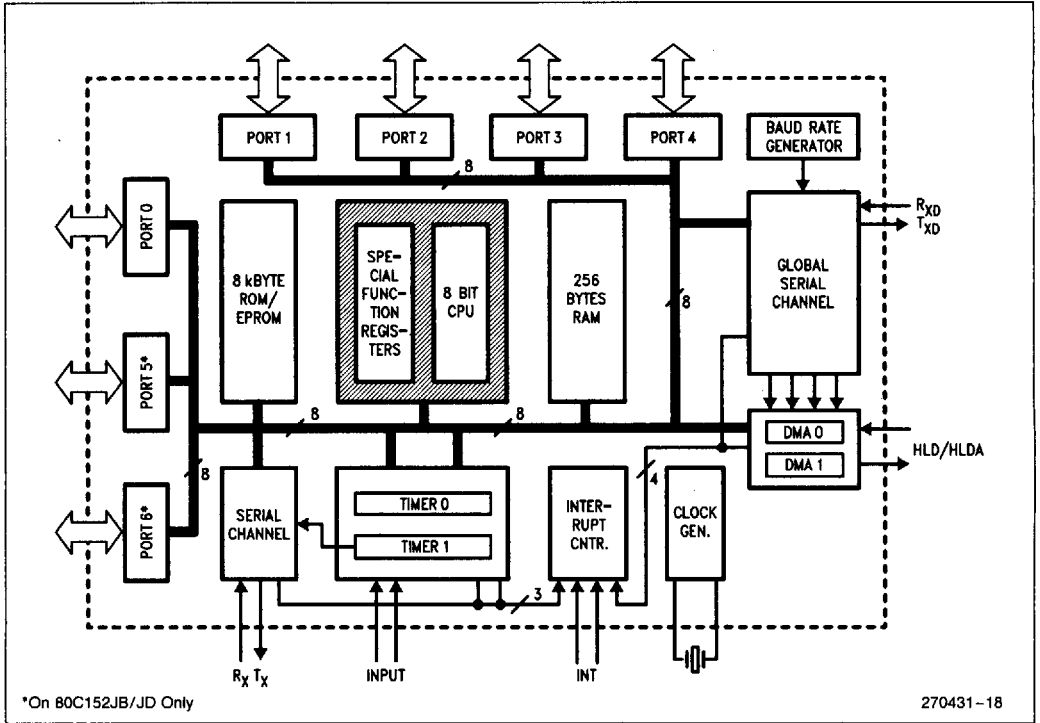 PORT 1
PORT 2
PORT 3
PORT 4
BAUD RATE
GENERATOR
8
PORT 0
8 kBYTE
ROM/
EPROM
SPE-
CIAL
FUNC-
TION
REGIS-
TERS
8 BIT
CPU
256
BYTES
RAM
8
GLOBAL
SERIAL
CHANNEL
RXD
TXD
PORT 5*
8
8
8
DMA 0
DMA 1
HLD/HLDA
PORT 6*
SERIAL
CHANNEL
TIMER 0
TIMER 1
INTER-
RUPT
CNTR.
4
CLOCK
GEN.
3
RX TX
INPUT
INT
*On 80C152JB/JD Only
270431-18